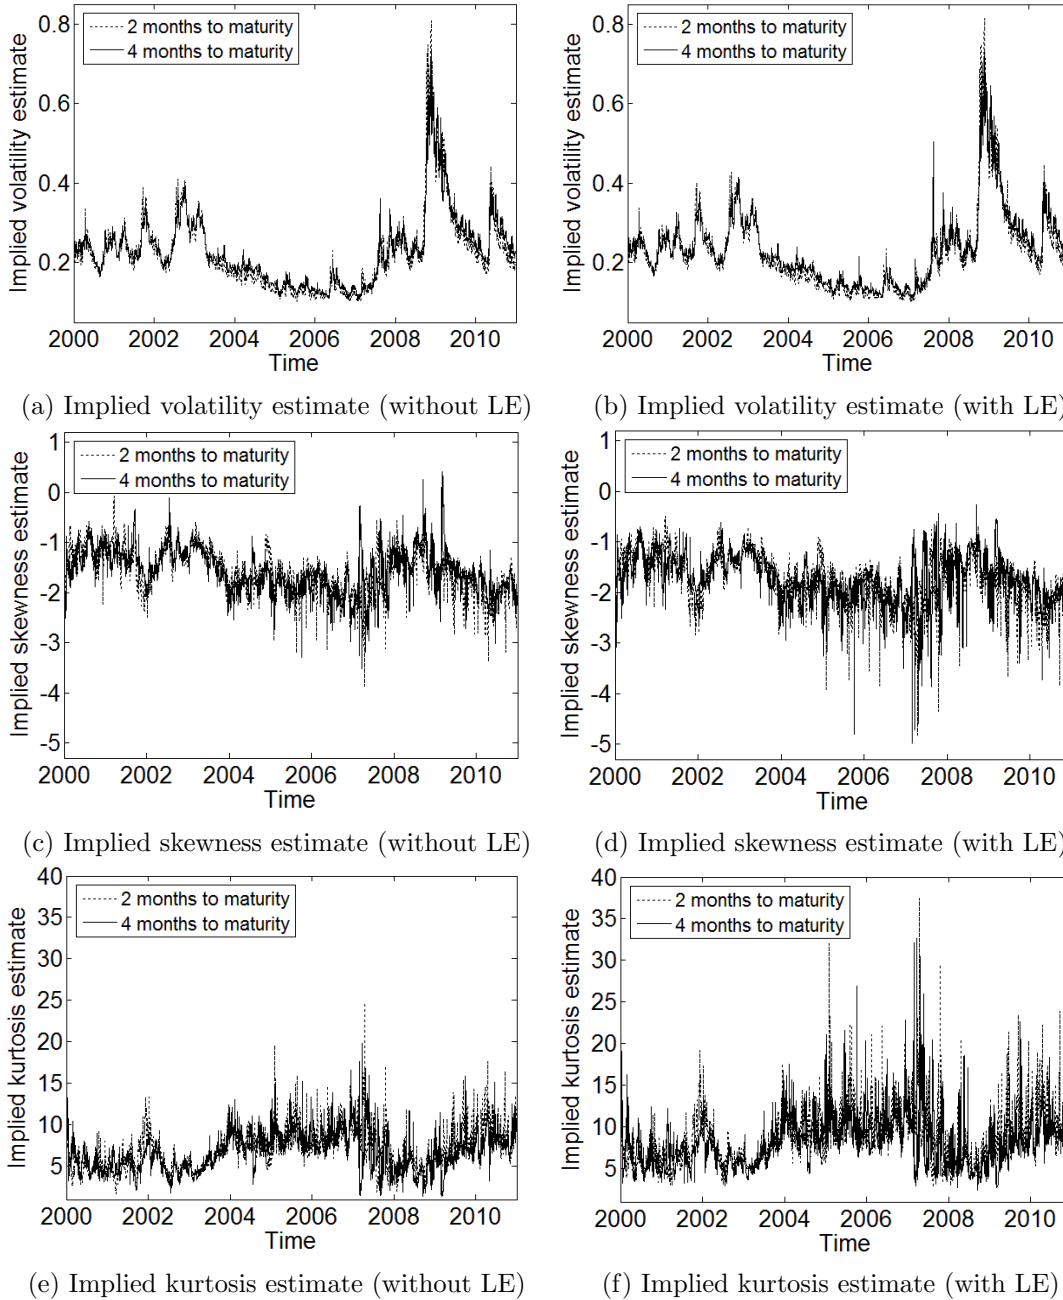 Implied volatility estimate
0.8
0.6
0.4
0.2
2 months to maturity
4 months to maturity
2000 2002 2004 2006 2008 2010
Time
(a) Implied volatility estimate (without LE)
Implied volatility estimate
0.8
0.6
0.4
0.2
2 months to maturity
4 months to maturity
2000 2002 2004 2006 2008 2010
Time
(b) Implied volatility estimate (with LE)
Implied skewness estimate
1
0
-1
-2
-3
-4
-5
2 months to maturity
4 months to maturity
2000 2002 2004 2006 2008 2010
Time
(c) Implied skewness estimate (without LE)
Implied skewness estimate
1
0
-1
-2
-3
-4
-5
2 months to maturity
4 months to maturity
2000 2002 2004 2006 2008 2010
Time
(d) Implied skewness estimate (with LE)
Implied kurtosis estimate
40
35
30
25
20
15
10
5
2 months to maturity
4 months to maturity
2000 2002 2004 2006 2008 2010
Time
(e) Implied kurtosis estimate (without LE)
Implied kurtosis estimate
40
35
30
25
20
15
10
5
2 months to maturity
4 months to maturity
2000 2002 2004 2006 2008 2010
Time
(f) Implied kurtosis estimate (with LE)